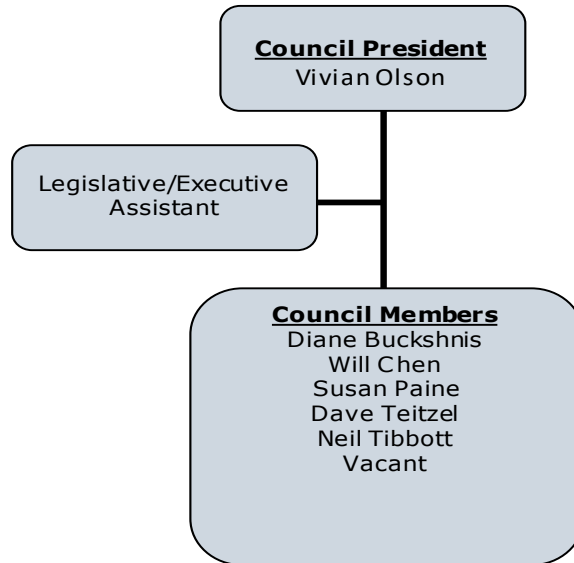 Council President
Vivian Olson
Legislative/Executive
Assistant
Council Members
Diane Buckshnis
Will Chen
Susan Paine
Dave Teitzel
Neil Tibbott
Vacant